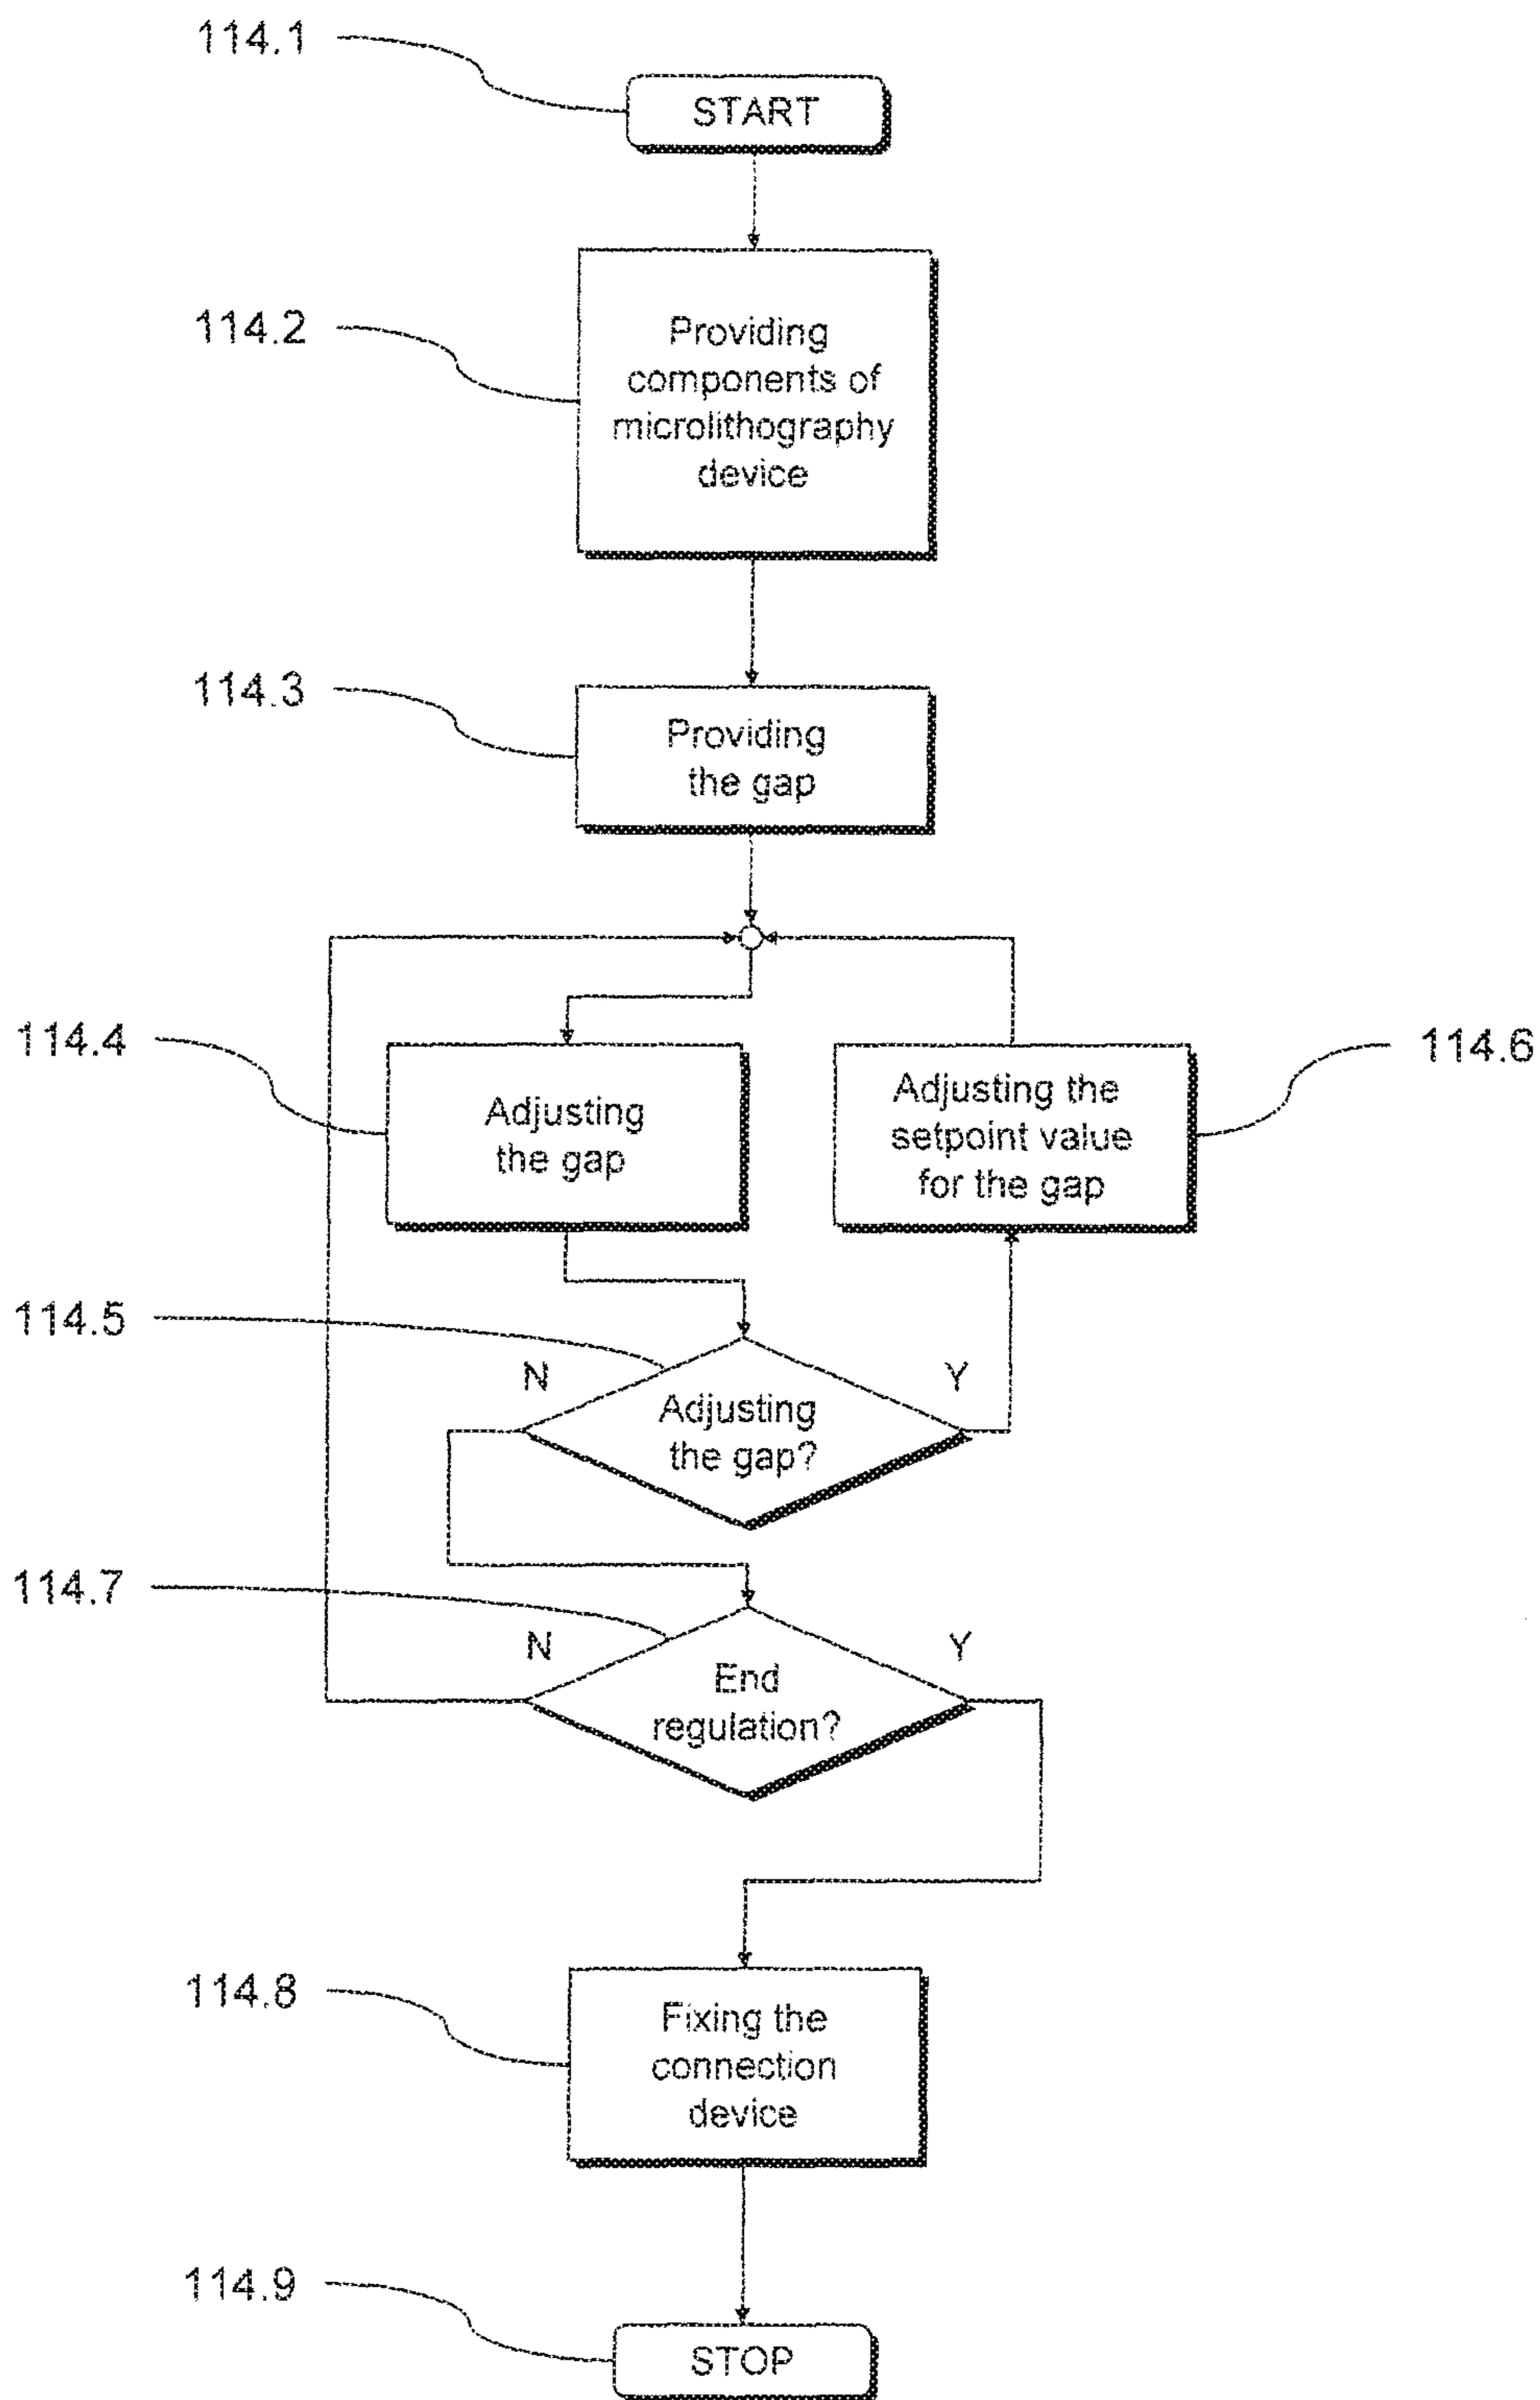 114.1
START
114.2
Providing
components of
microlithography
device
114.3
Providing
the gap
114.4
Adjusting
the gap
Adjusting the
setpoint value
for the gap
114.6
114.5
N
Y
Adjusting
the gap?
114.7
N
Y
End
regulation?
114.8
Fixing the
connection
device
114.9
STOP